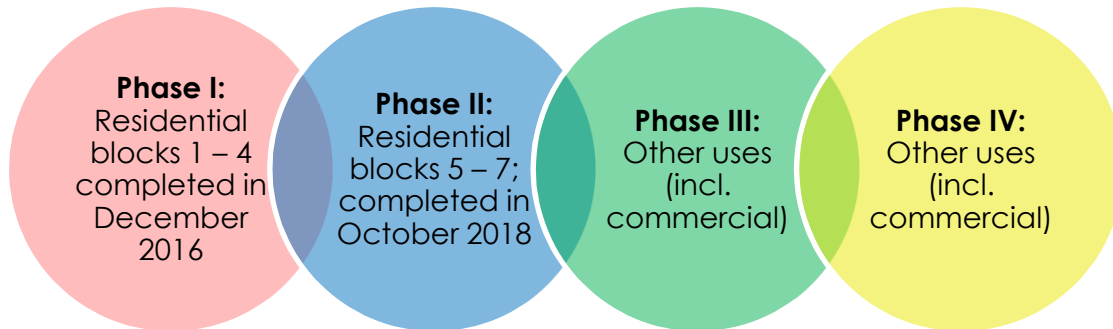 Phase I:
Residential
blocks 1 – 4
completed in
December
2016
Phase II:
Residential
blocks 5 – 7;
completed in
October 2018
Phase III:
Other uses
(incl.
commercial)
Phase IV:
Other uses
(incl.
commercial)